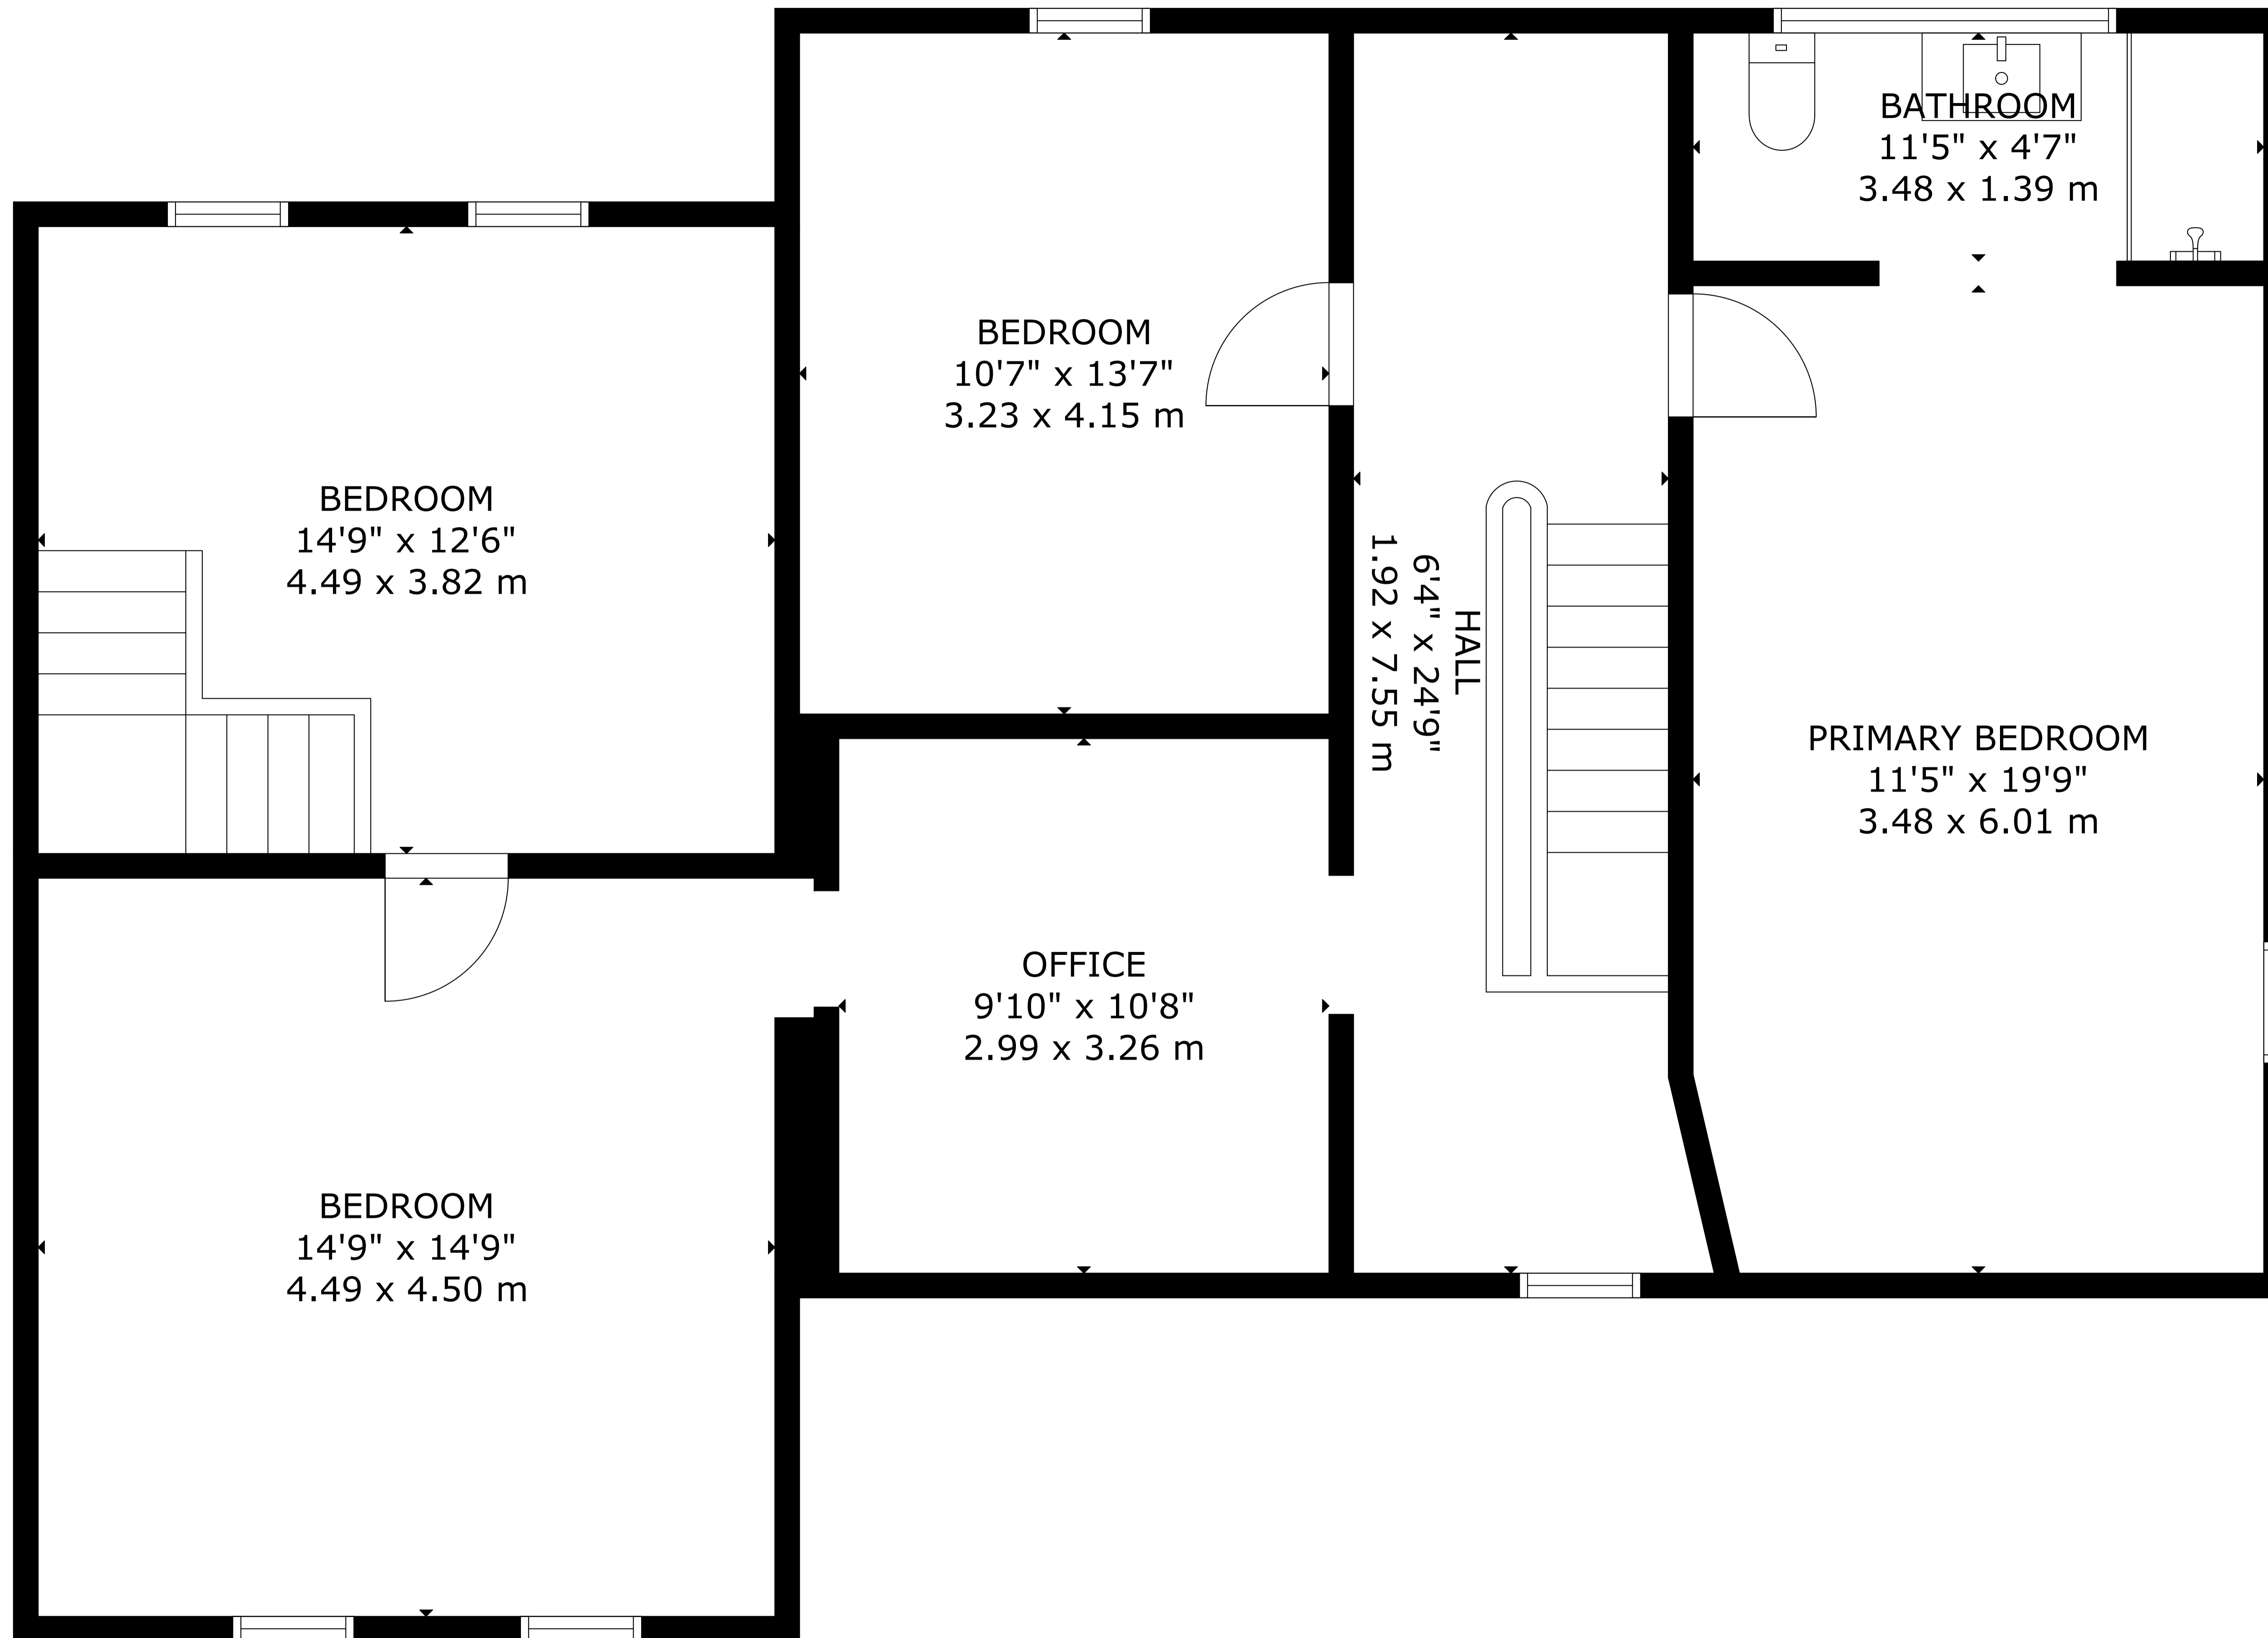 BATHROOM
11'5" x 4'7"
3.48 x 1.39 m
BEDROOM
10'7" x 13'7"
3.23 x 4.15 m
BEDROOM
14'9" x 12'6"
4.49 x 3.82 m
HALL
6'4" x 24'9"
1.92 x 7.55 m
PRIMARY BEDROOM
11'5" x 19'9"
3.48 x 6.01 m
OFFICE
9'10" x 10'8"
2.99 x 3.26 m
BEDROOM
14'9" x 14'9"
4.49 x 4.50 m